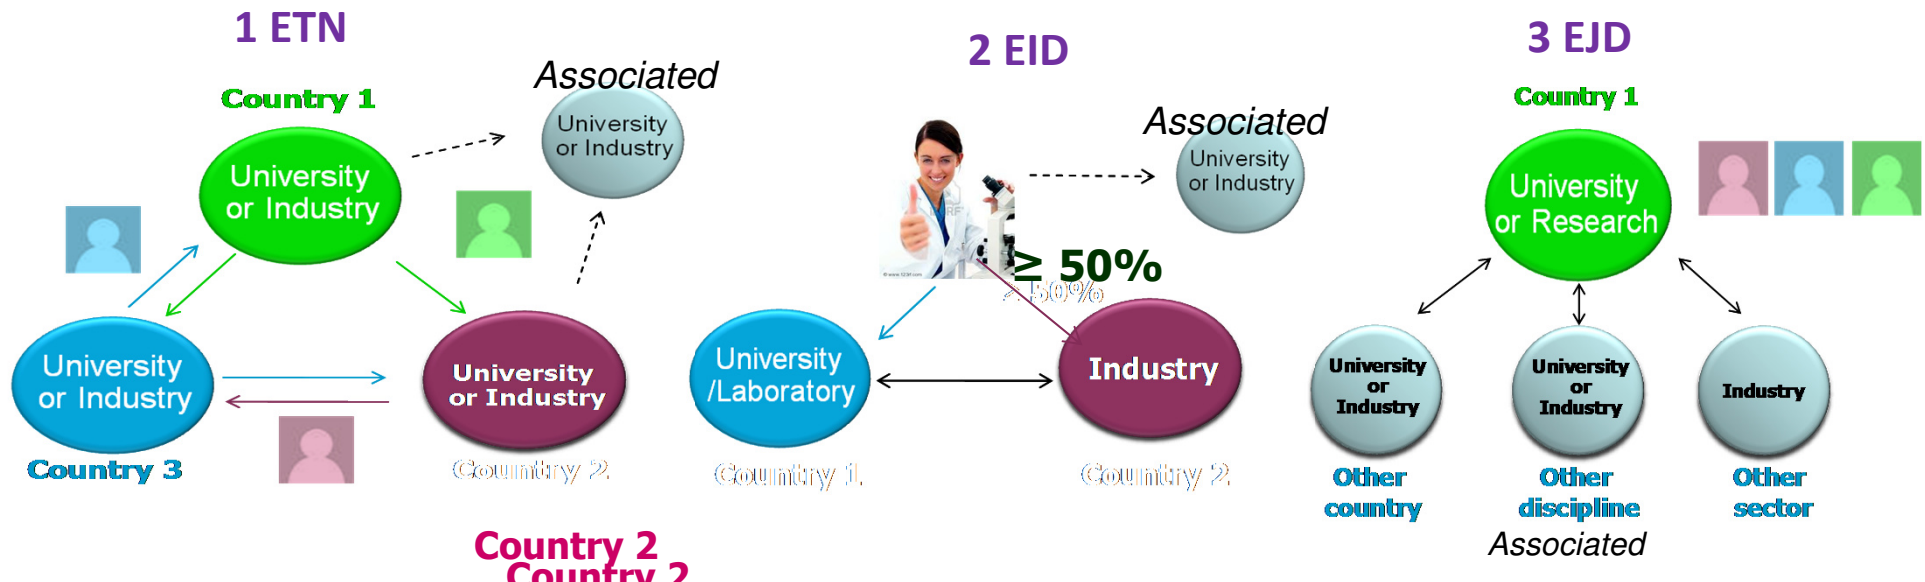 1 ETN
Country 1
University
or Industry
Associated
University
or Industry
University
or Industry
Country 3
University
or Industry
Country 2
Country 2
Country 2
2 EID
Associated
University
or Industry
≥ 50%
≥ 50%
University
/Laboratory
Country 1
Industry
Country 2
3 EJD
Country 1
University
or Research
University
or
Industry
Other
country
University
or
Industry
Other
discipline
Industry
Other
sector
Associated